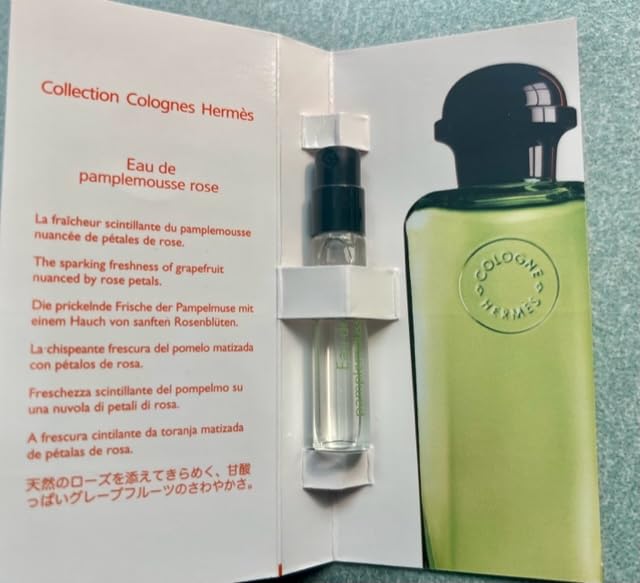 Collection Colognes Hermès
Eau de
pamplemousse rose
La fraîcheur scintillante du pamplemousse
nuancée de pétales de rose.
The sparking freshness of grapefruit
nuanced by rose petals.
Die prickelnde Frische der Pampelmuse mit
einem Hauch von sanften Rosenblüten.
La chispeante frescura del pomelo matizada
con pétalos de rosa.
Freschezza scintillante del pompelmo su
una nuvola di petali di rosa.
A frescura cintilante da toranja matizada
de pétalas de rosa.
天然のローズを添えてきらめく、甘酸
っぱいグレープフルーツのさわやかさ。
Eau de
COLOGNE
HERMÈS